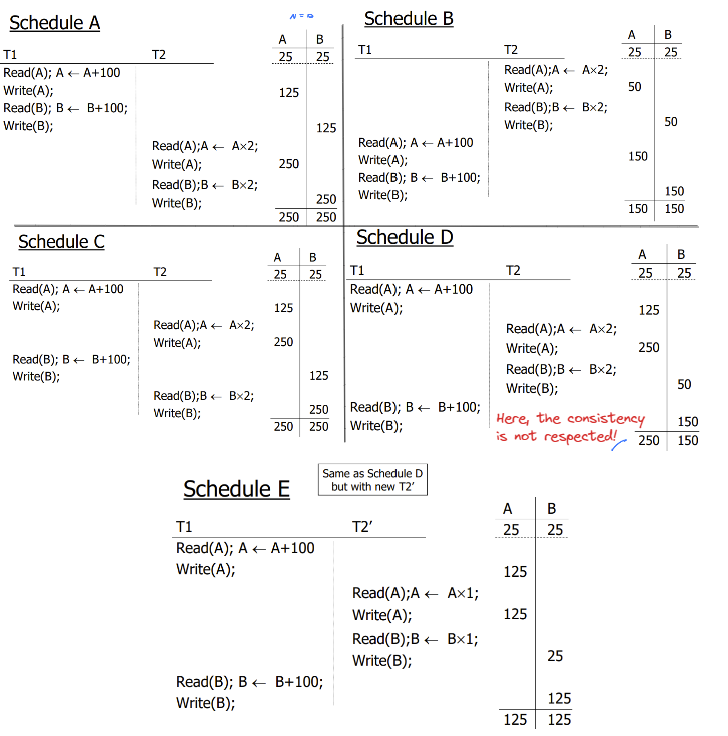 Schedule A
A B
T1 T2 25 25
Read(A); A ← A+100
Write(A); 125
Read(B); B ← B+100;
Write(B); 125
Read(A);A ← A×2;
Write(A); 250
Read(B);B ← B×2;
Write(B); 250
250 250
Schedule B
A B
T1 T2 25 25
Read(A);A ← A×2;
Write(A); 50
Read(B);B ← B×2;
Write(B); 50
Read(A); A ← A+100
Write(A); 150
Read(B); B ← B+100;
Write(B); 150
150 150
Schedule C
A B
T1 T2 25 25
Read(A); A ← A+100
Write(A); 125
Read(A);A ← A×2;
Write(A); 250
Read(B); B ← B+100;
Write(B); 125
Read(B);B ← B×2;
Write(B); 250
250 250
Schedule D
A B
T1 T2 25 25
Read(A); A ← A+100
Write(A); 125
Read(A);A ← A×2;
Write(A); 250
Read(B);B ← B×2;
Write(B); 50
Read(B); B ← B+100;
Write(B); 150
Here, the consistency
is not respected!
250 150
Schedule E
Same as Schedule D
but with new T2'
A B
T1 T2' 25 25
Read(A); A ← A+100
Write(A); 125
Read(A);A ← A×1;
Write(A); 125
Read(B);B ← B×1;
Write(B); 25
Read(B); B ← B+100;
Write(B); 125
125 125